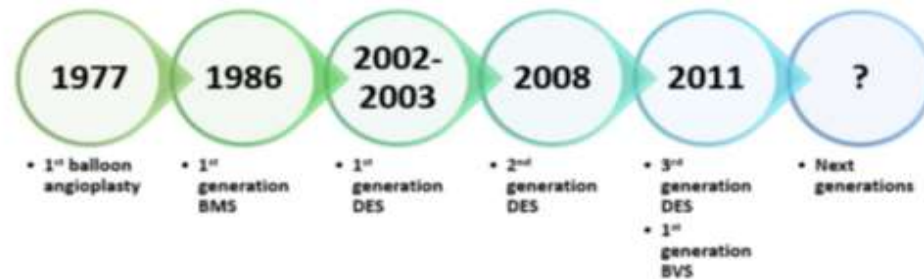 1977
1986
2002-
2003
2008
2011
?
• 1st balloon
angioplasty
• 1st
generation
BMS
• 1st
generation
DES
• 2nd
generation
DES
• 3rd
generation
DES
• 1st
generation
BVS
• Next
generations